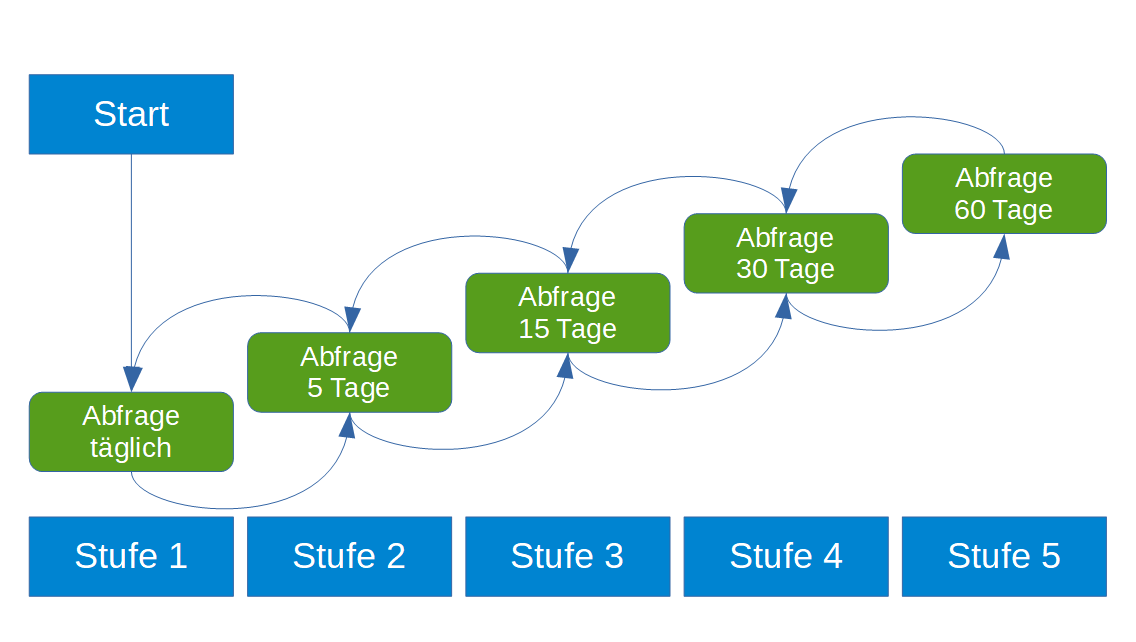 Start
Abfrage
60 Tage
Abfrage
30 Tage
Abfrage
15 Tage
Abfrage
5 Tage
Abfrage
täglich
Stufe 1
Stufe 2
Stufe 3
Stufe 4
Stufe 5